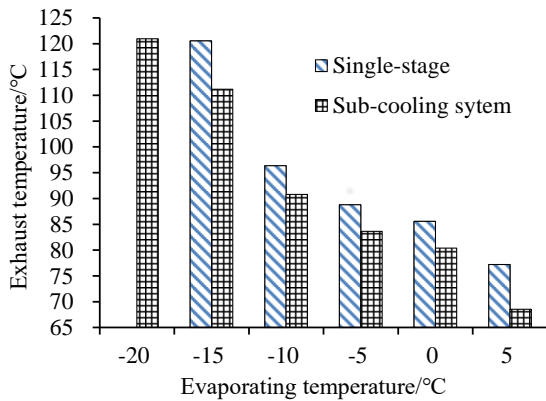 125
120
115
110
105
100
95
90
85
80
75
70
65
Exhaust temperature/°C
Single-stage
Sub-cooling sytem
-20 -15 -10 -5 0 5
Evaporating temperature/°C